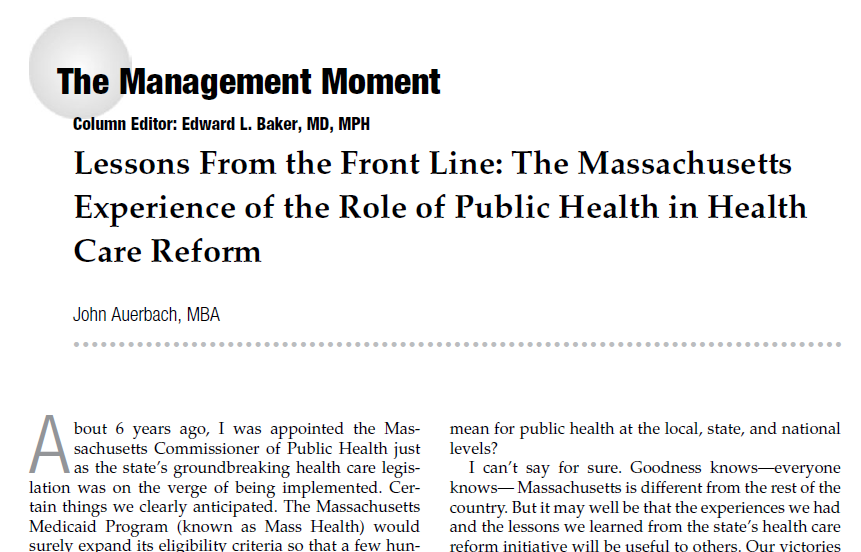 The Management Moment
Column Editor: Edward L. Baker, MD, MPH
Lessons From the Front Line: The Massachusetts
Experience of the Role of Public Health in Health
Care Reform
John Auerbach, MBA
About 6 years ago, I was appointed the Mas-
sachusetts Commissioner of Public Health just
as the state’s groundbreaking health care legis-
lation was on the verge of being implemented. Cer-
tain things we clearly anticipated. The Massachusetts
Medicaid Program (known as Mass Health) would
surely expand its eligibility criteria so that a few hun-
mean for public health at the local, state, and national
levels?
I can’t say for sure. Goodness knows—everyone
knows— Massachusetts is different from the rest of the
country. But it may well be that the experiences we had
and the lessons we learned from the state’s health care
reform initiative will be useful to others. Our victories